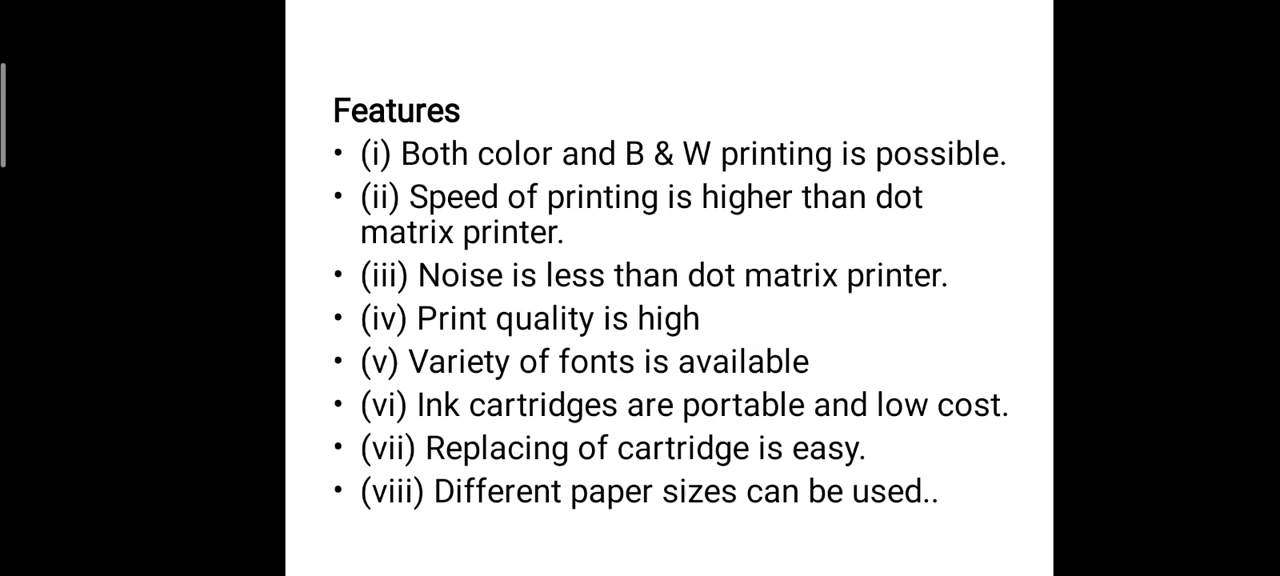 Features
• (i) Both color and B & W printing is possible.
• (ii) Speed of printing is higher than dot
matrix printer.
• (iii) Noise is less than dot matrix printer.
• (iv) Print quality is high
• (v) Variety of fonts is available
• (vi) Ink cartridges are portable and low cost.
• (vii) Replacing of cartridge is easy.
• (viii) Different paper sizes can be used..